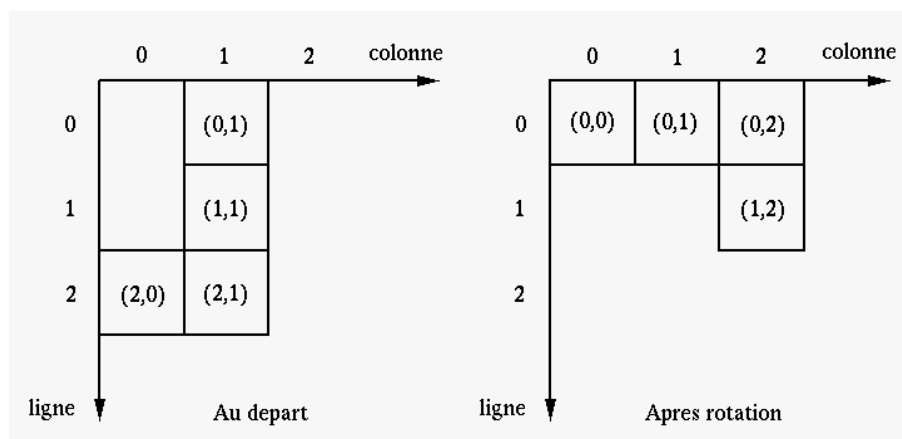 0 1 2 colonne
0 (0,1)
1 (1,1)
2 (2,0) (2,1)
ligne Au depart
0 1 2 colonne
0 (0,0) (0,1) (0,2)
1 (1,2)
2
ligne Apres rotation